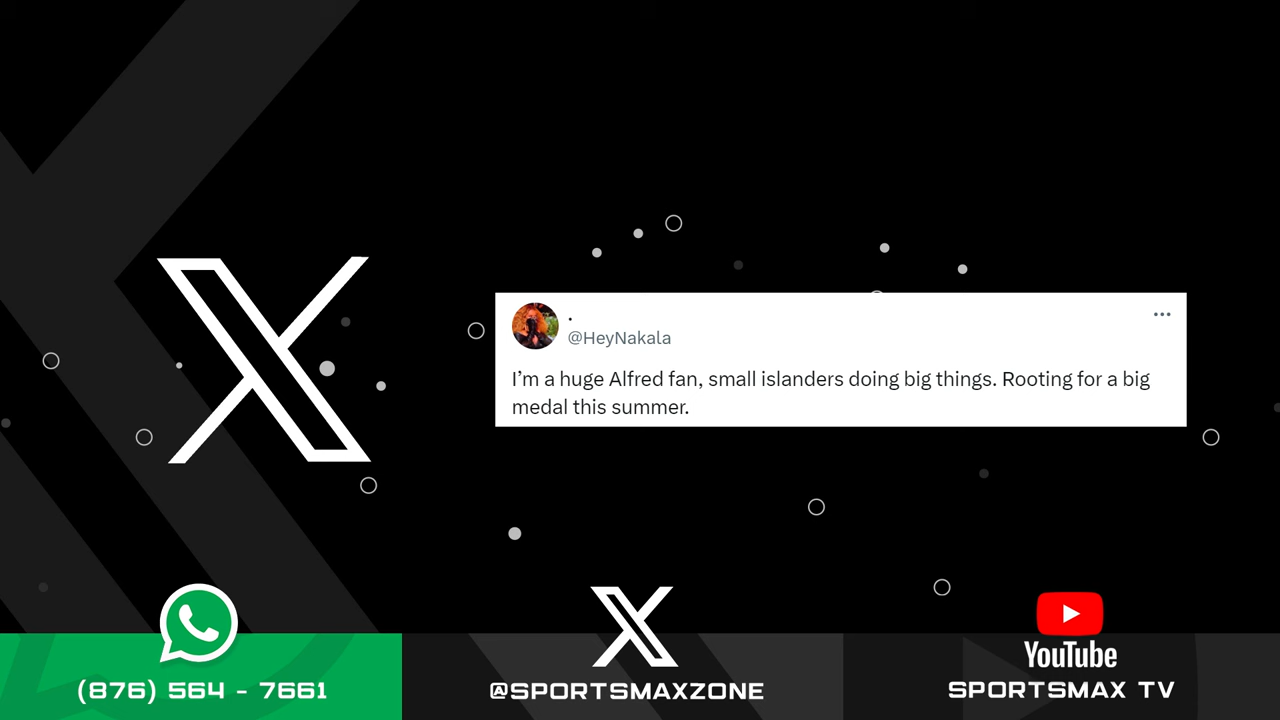 .
@HeyNakala
I’m a huge Alfred fan, small islanders doing big things. Rooting for a big
medal this summer.
(876) 564 - 7661
@SPORTSMAXZONE
YouTube
SPORTSMAX TV